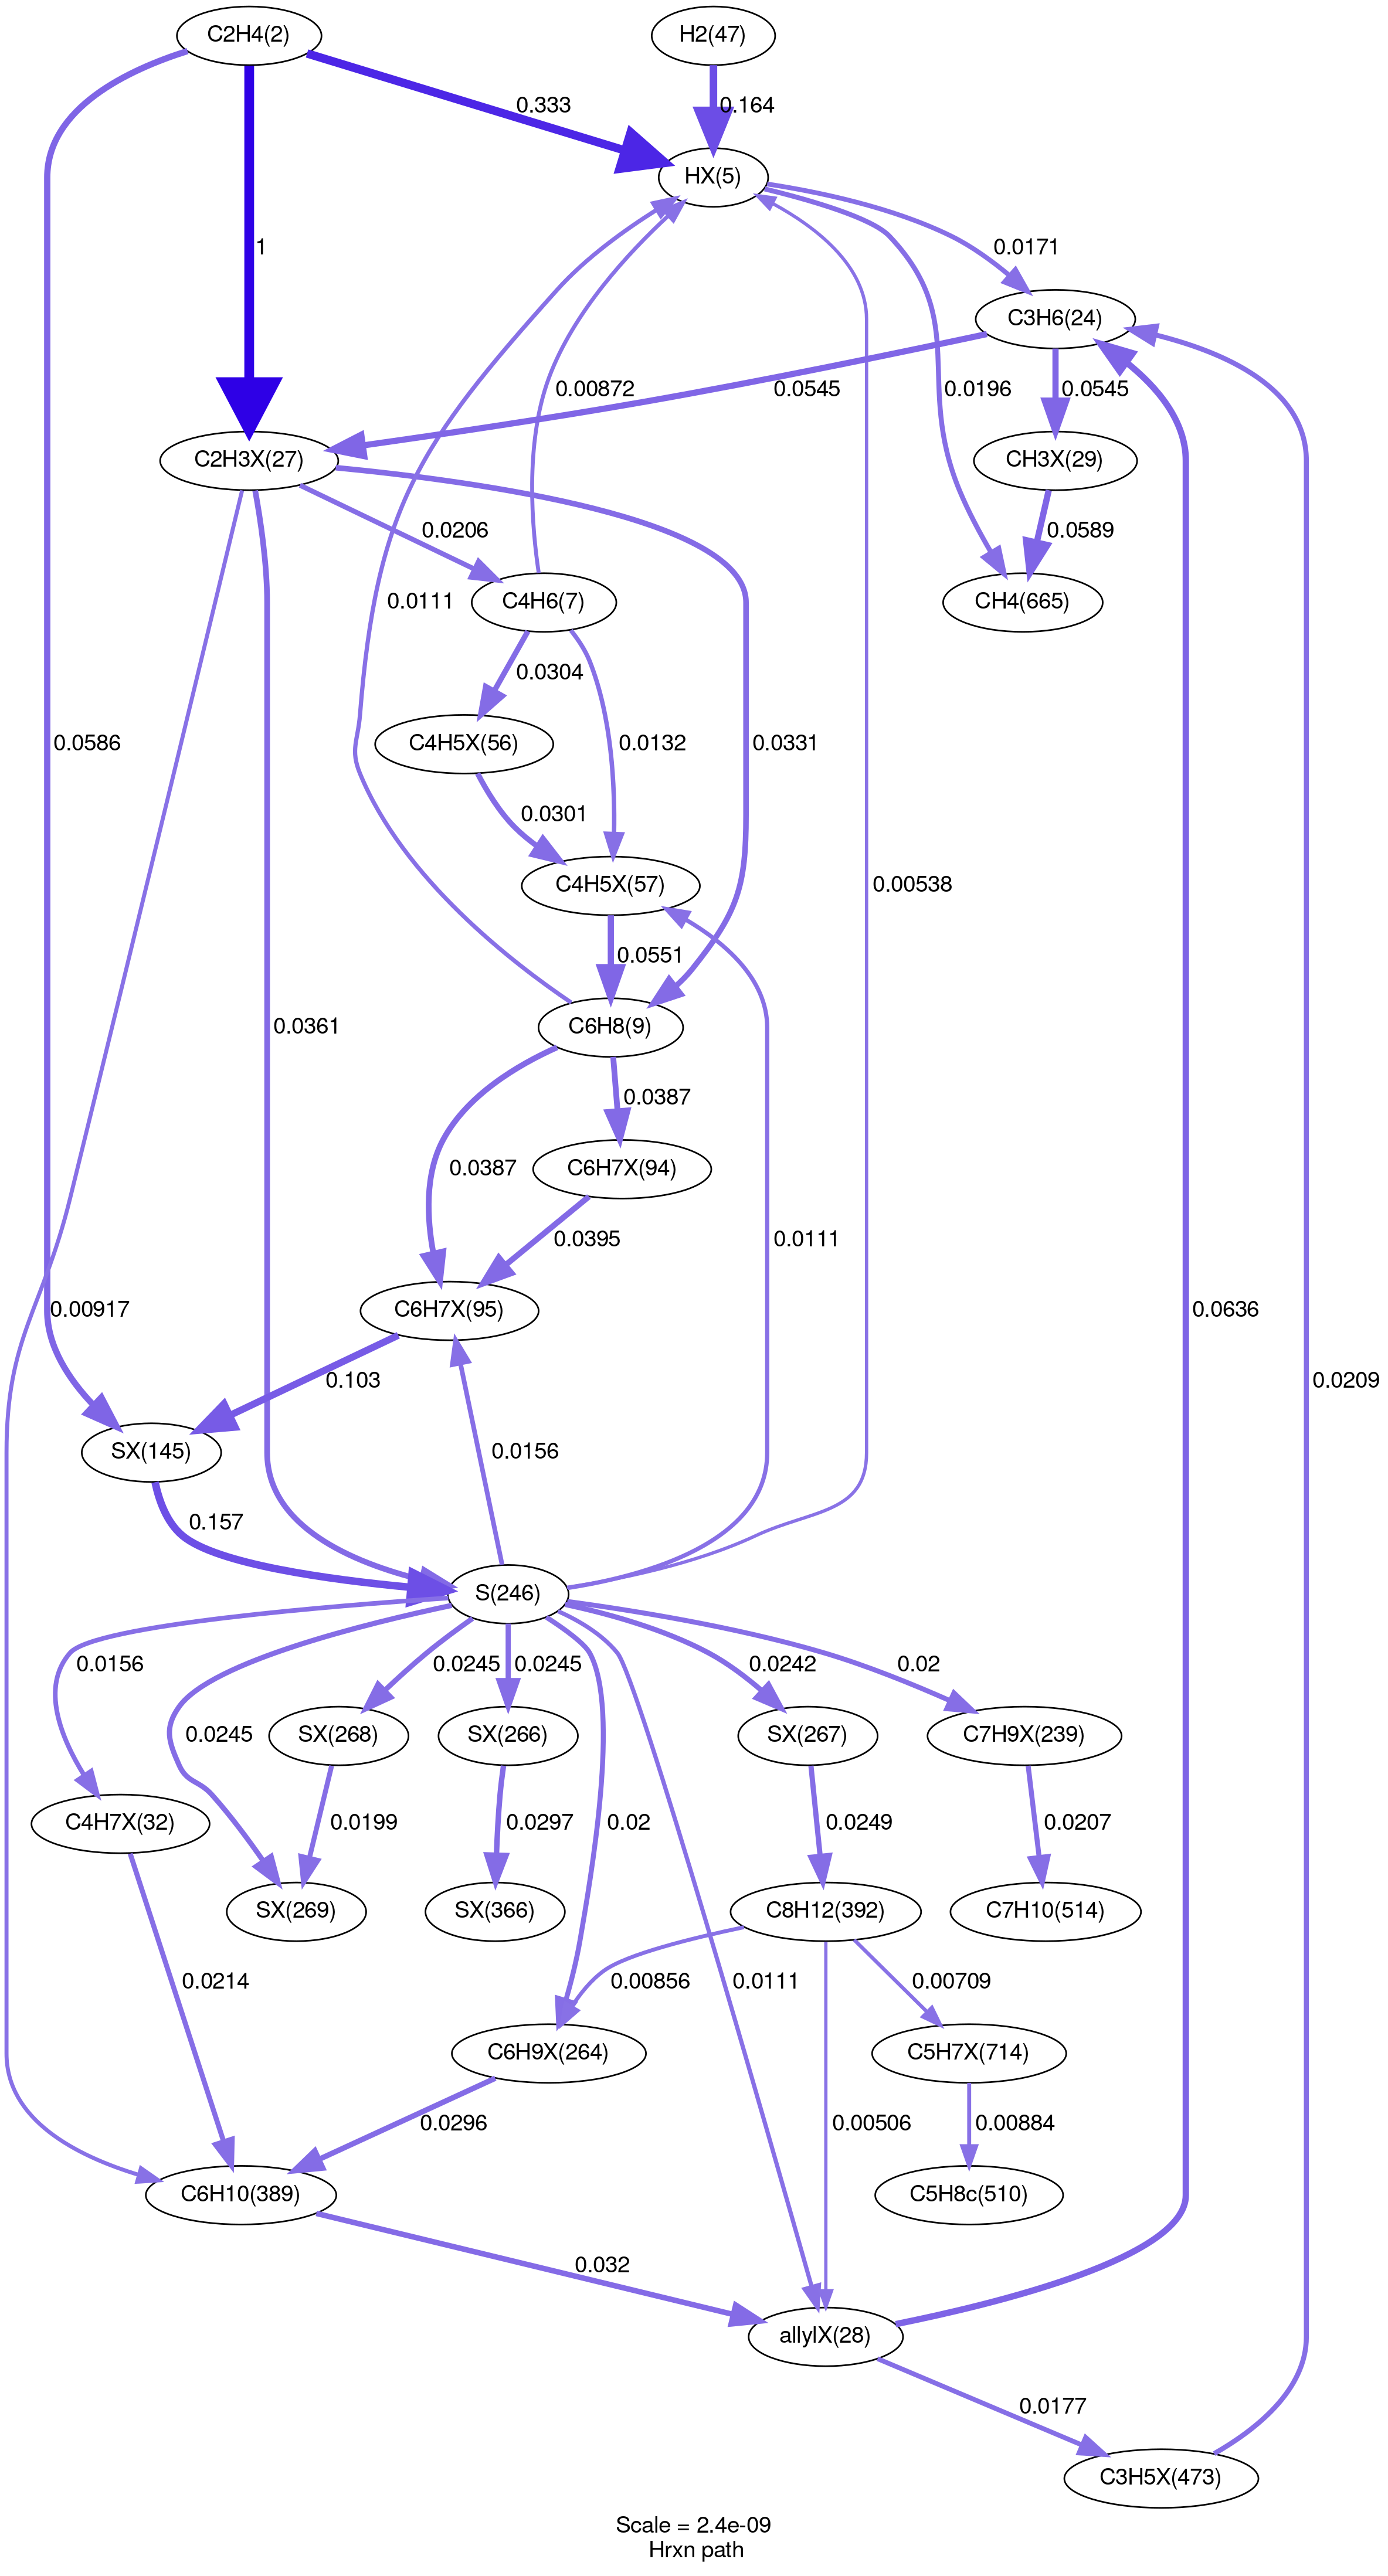 C2H4(2)
H2(47)
0.333
0.164
HX(5)
1
0.0171
C3H6(24)
0.00872
0.0196
0.0545
0.0545
C2H3X(27)
CH3X(29)
0.0206
0.0589
0.0111
C4H6(7)
CH4(665)
0.0304
0.0586
C4H5X(56)
0.0132
0.0331
0.0301
C4H5X(57)
0.00538
0.0551
0.0361
C6H8(9)
0.0387
0.0387
C6H7X(94)
0.0395
0.0111
0.00917
C6H7X(95)
0.0636
0.103
0.0209
SX(145)
0.0156
0.157
S(246)
0.0156
0.0245
0.0245
0.0242
0.02
0.0245
SX(268)
SX(266)
SX(267)
C7H9X(239)
C4H7X(32)
0.0199
0.0297
0.02
0.0249
0.0207
SX(269)
SX(366)
C8H12(392)
C7H10(514)
0.0214
0.00856
0.0111
0.00709
C6H9X(264)
C5H7X(714)
0.0296
0.00506
0.00884
C6H10(389)
C5H8c(510)
0.032
allylX(28)
0.0177
C3H5X(473)
Scale = 2.4e-09
Hrxn path